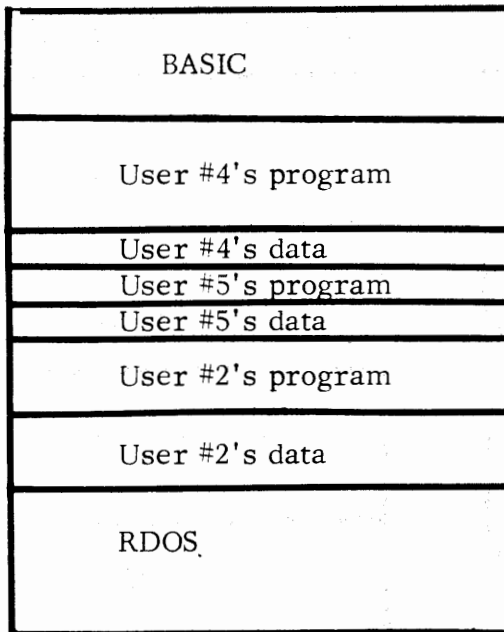 BASIC
User #4's program
User #4's data
User #5's program
User #5's data
User #2's program
User #2's data
RDOS